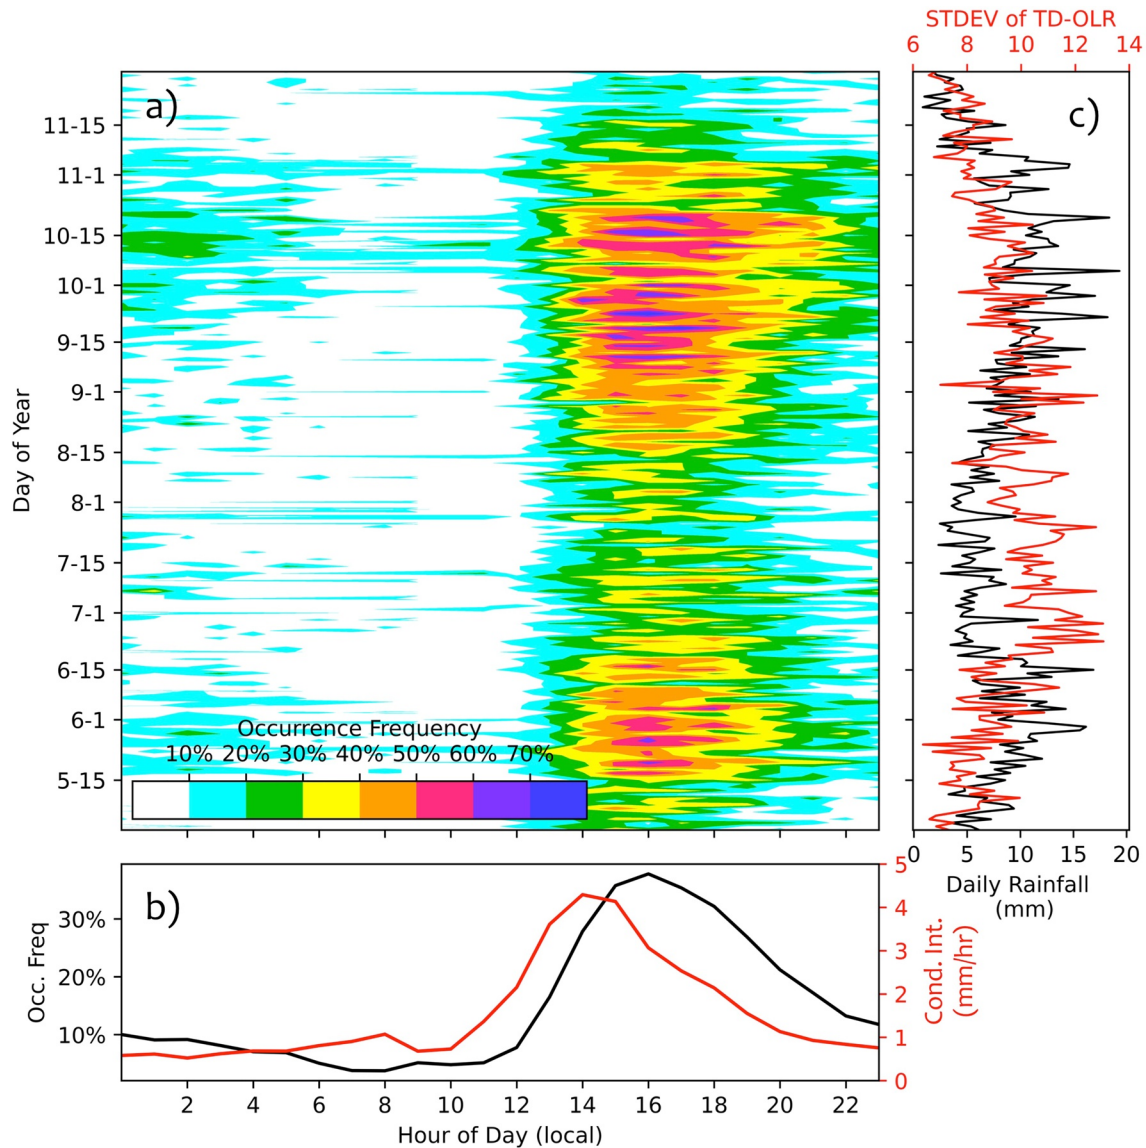 STDEV of TD-OLR
6 8 10 12 14
a)
c)
11-15
11-1
10-15
10-1
9-15
9-1
8-15
8-1
7-15
7-1
6-15
6-1
5-15
Day of Year
Occurrence Frequency
10% 20% 30% 40% 50% 60% 70%
0 5 10 15 20
Daily Rainfall
(mm)
b)
30%
20%
10%
Occ. Freq
5
4
3
2
1
0
Cond. Int.
(mm/hr)
2 4 6 8 10 12 14 16 18 20 22
Hour of Day (local)